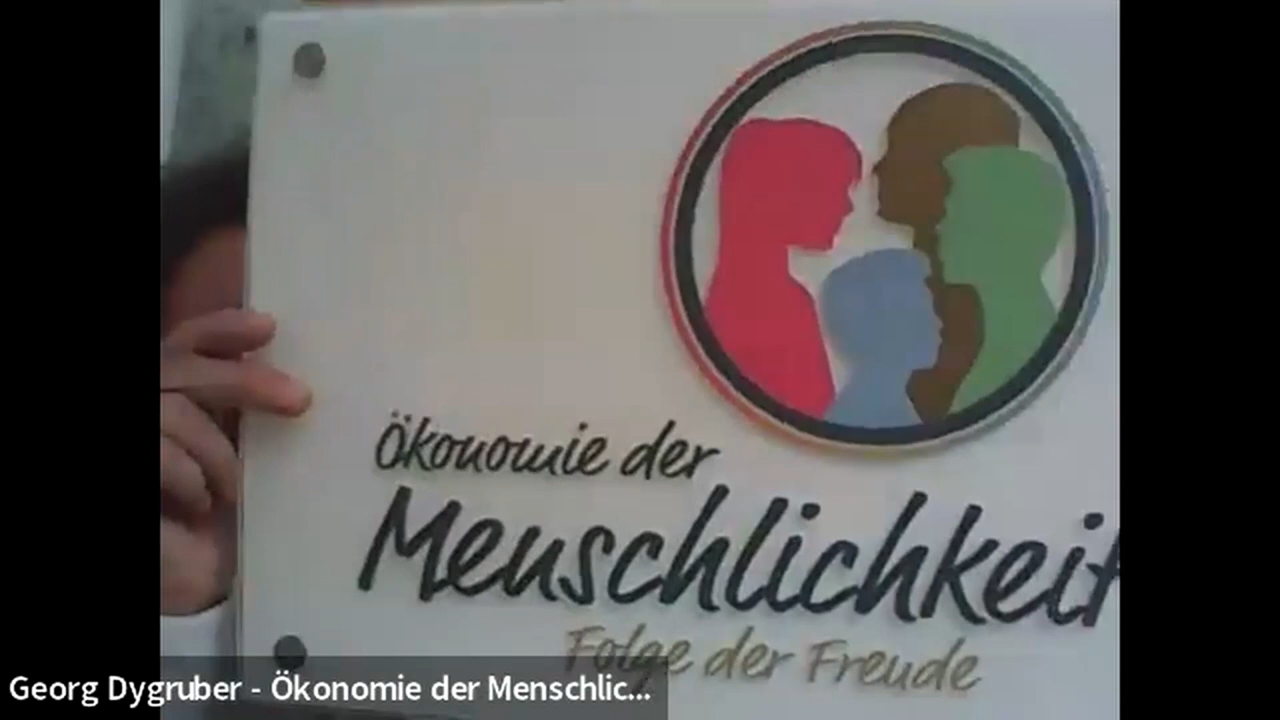 Ökonomie der
Menschlichkeit
Folge der Freude
Georg Dygruber - Ökonomie der Menschlic...